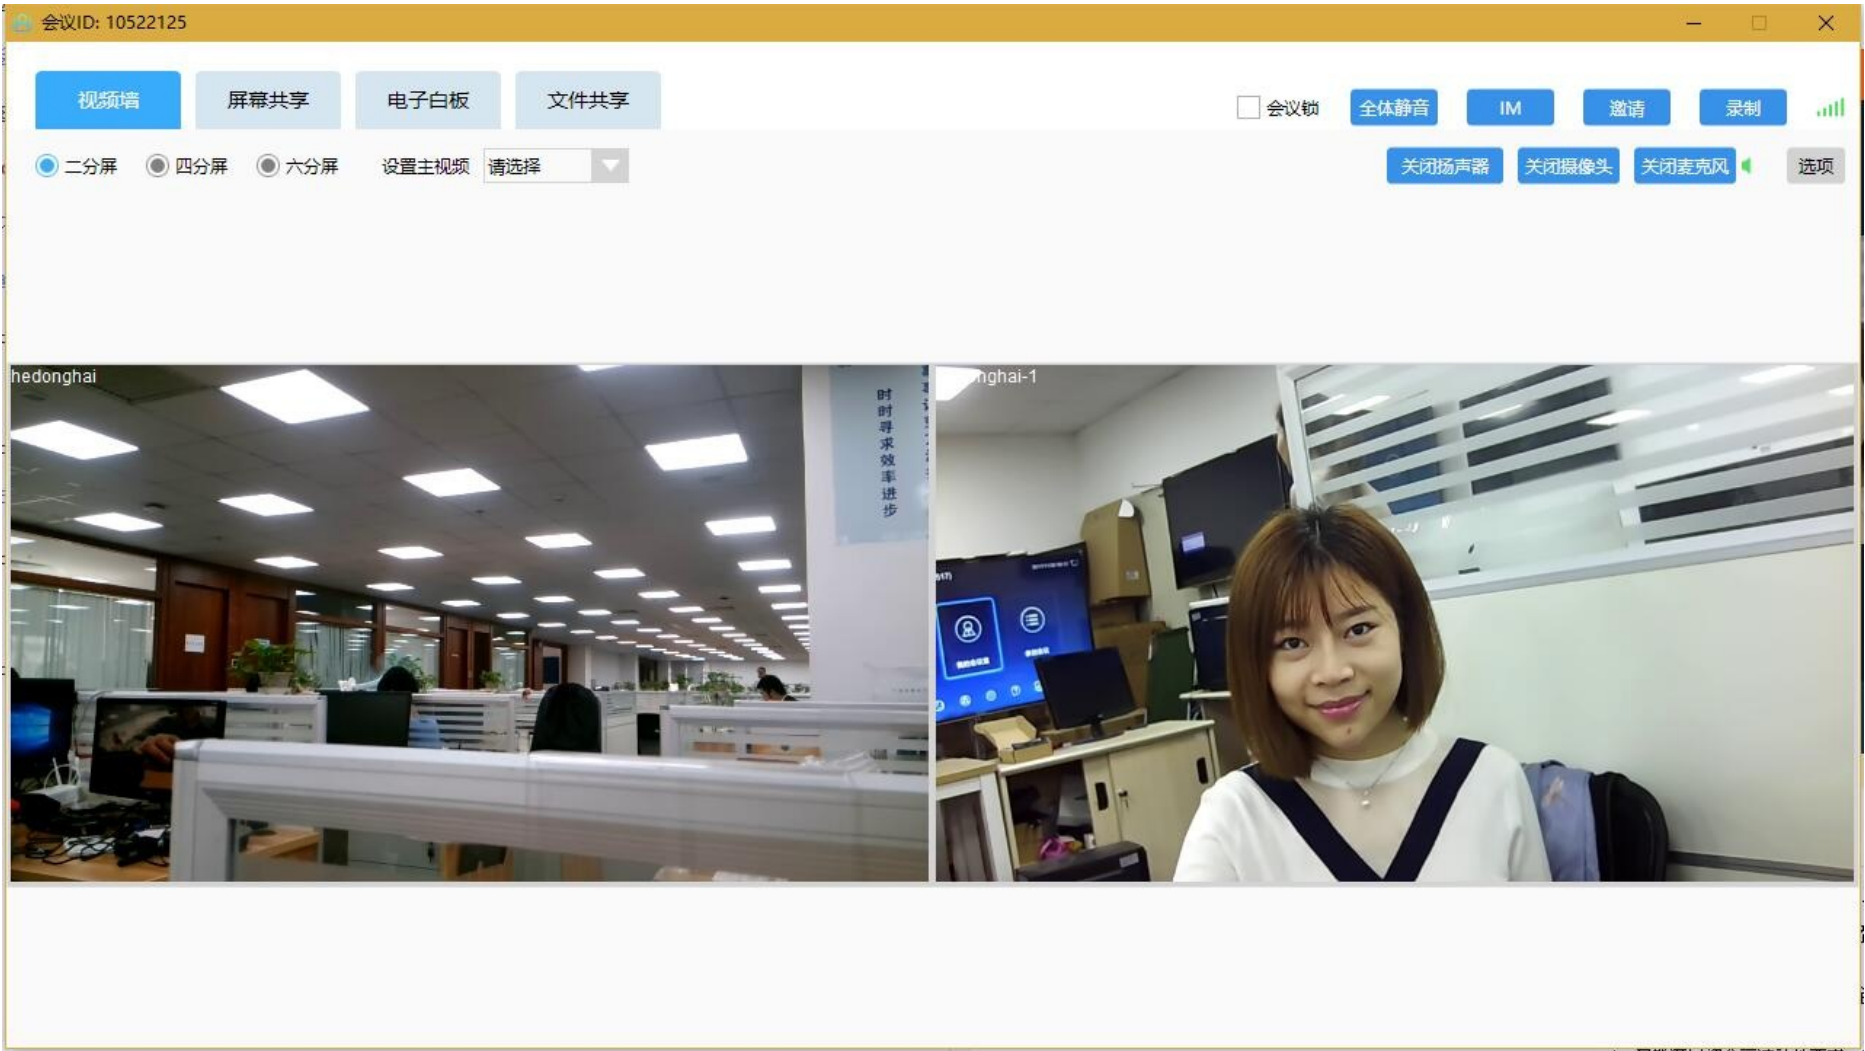 会议ID: 10522125
视频墙
屏幕共享
电子白板
文件共享
会议锁
全体静音
IM
邀请
录制
二分屏
四分屏
六分屏
设置主视频
请选择
关闭扬声器
关闭摄像头
关闭麦克风
选项
hedonghai
时时寻求效率进步
nghai-1